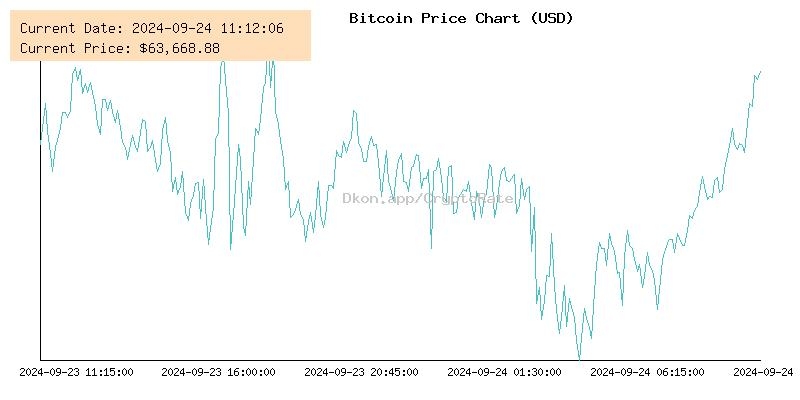 Bitcoin Price Chart (USD)
Current Date: 2024-09-24 11:12:06
Current Price: $63,668.88
Dkon.app/CryptoRate
2024-09-23 11:15:00
2024-09-23 16:00:00
2024-09-23 20:45:00
2024-09-24 01:30:00
2024-09-24 06:15:00
2024-09-24